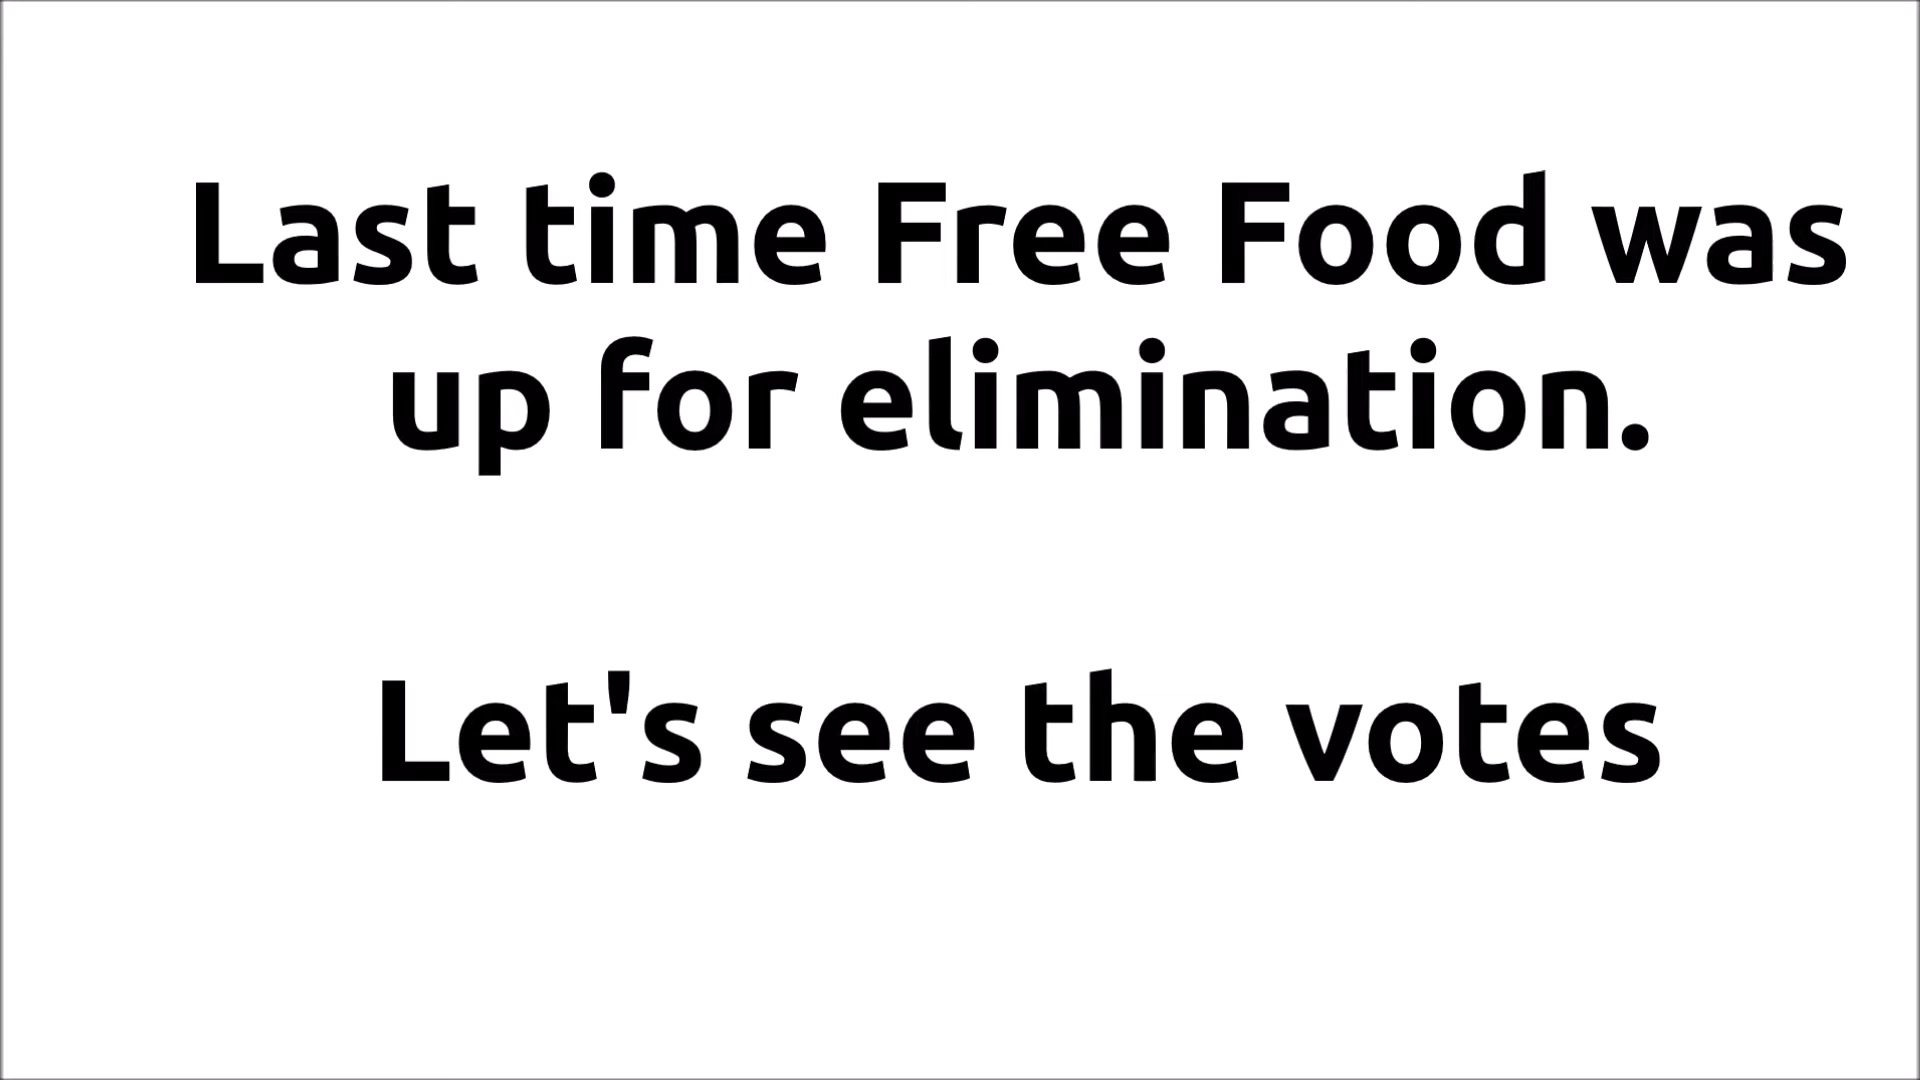 Last time Free Food was
up for elimination.
Let's see the votes